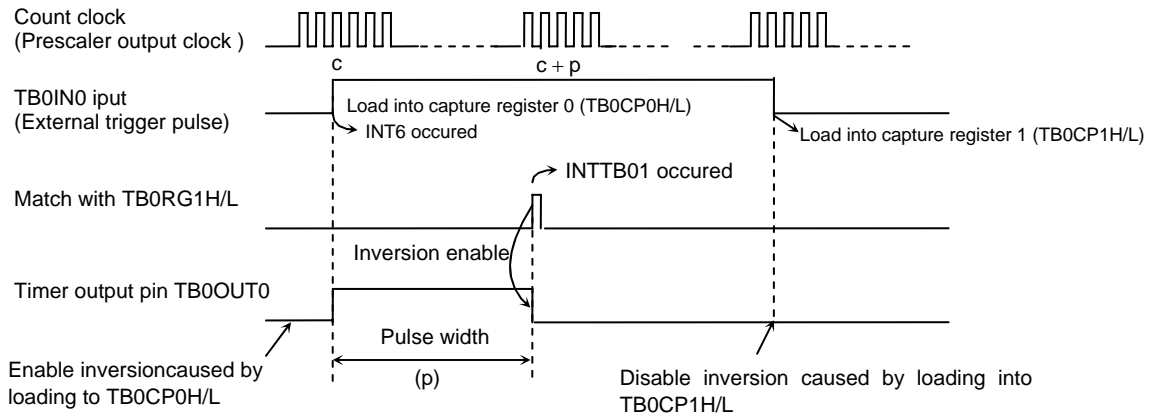 Count clock
(Prescaler output clock )
c
c + p
TB0IN0 iput
(External trigger pulse)
Load into capture register 0 (TB0CP0H/L)
INT6 occured
Load into capture register 1 (TB0CP1H/L)
INTTB01 occured
Match with TB0RG1H/L
Inversion enable
Timer output pin TB0OUT0
Pulse width
(p)
Enable inversioncaused by
loading to TB0CP0H/L
Disable inversion caused by loading into
TB0CP1H/L